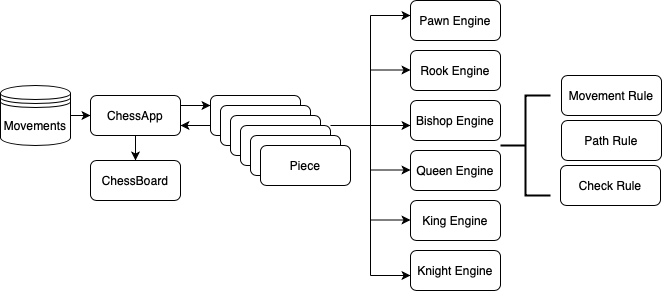 Movements
ChessApp
ChessBoard
Piece
Pawn Engine
Rook Engine
Bishop Engine
Queen Engine
King Engine
Knight Engine
Movement Rule
Path Rule
Check Rule